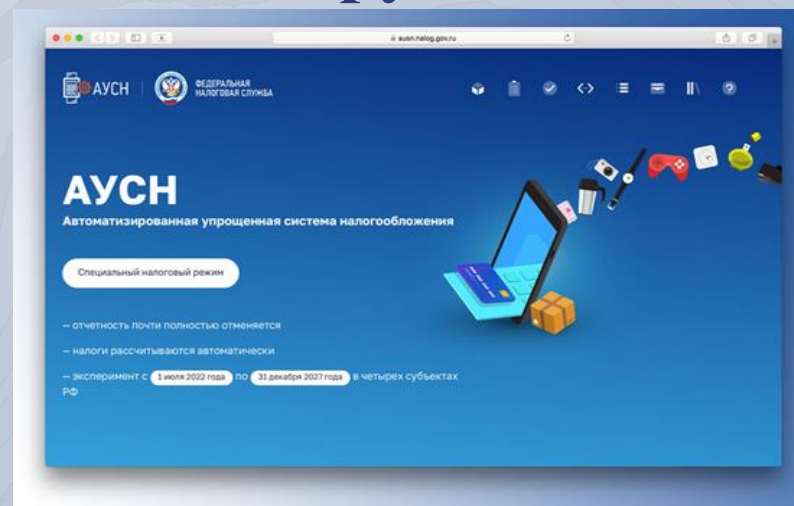 ausn.nalog.gov.ru
АУСН
ФЕДЕРАЛЬНАЯ
НАЛОГОВАЯ СЛУЖБА
АУСН
Автоматизированная упрощенная система налогообложения
Специальный налоговый режим
— отчетность почти полностью отменяется
— налоги рассчитываются автоматически
— эксперимент с 1 июля 2022 года по 31 декабря 2027 года в четырех субъектах
РФ